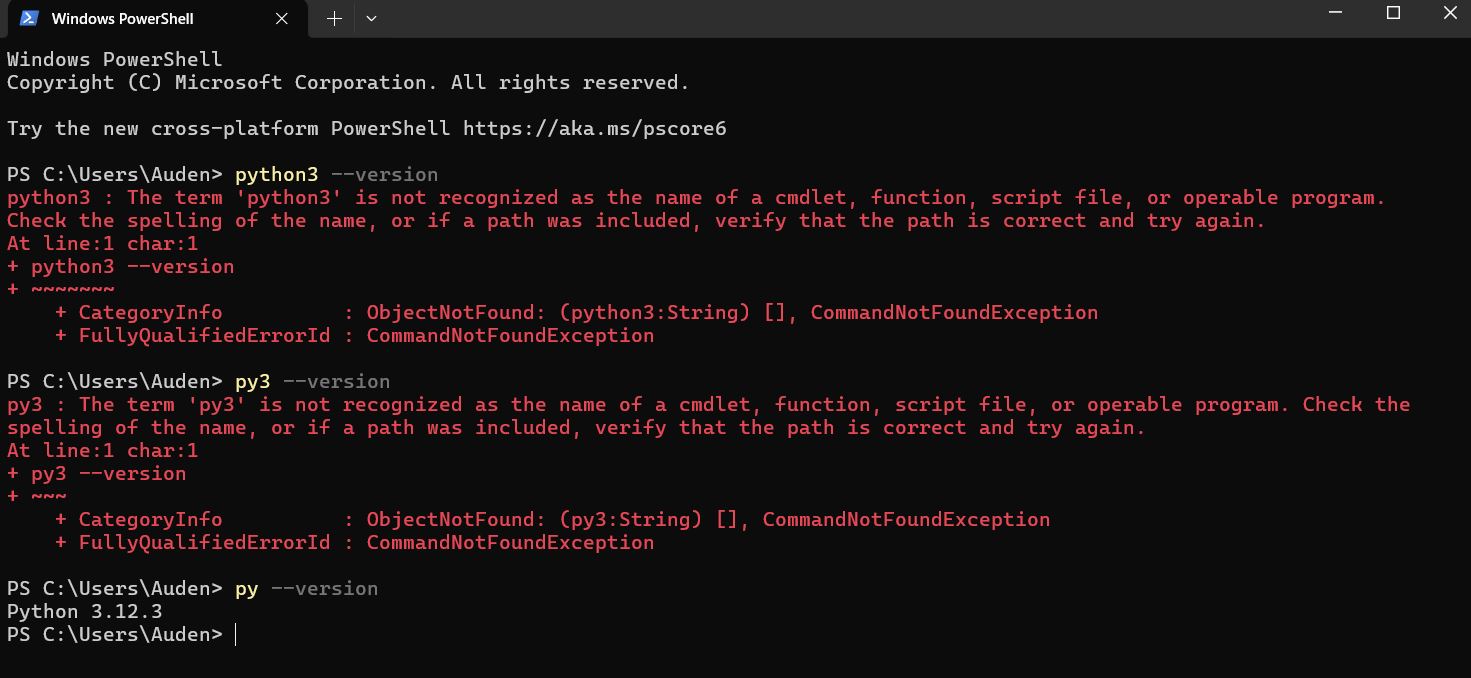 Windows PowerShell
Windows PowerShell
Copyright (C) Microsoft Corporation. All rights reserved.
Try the new cross-platform PowerShell https://aka.ms/pscore6
PS C:\Users\Auden> python3 --version
python3 : The term 'python3' is not recognized as the name of a cmdlet, function, script file, or operable program.
Check the spelling of the name, or if a path was included, verify that the path is correct and try again.
At line:1 char:1
+ python3 --version
+ ~~~~~~~
    + CategoryInfo          : ObjectNotFound: (python3:String) [], CommandNotFoundException
    + FullyQualifiedErrorId : CommandNotFoundException
PS C:\Users\Auden> py3 --version
py3 : The term 'py3' is not recognized as the name of a cmdlet, function, script file, or operable program. Check the
spelling of the name, or if a path was included, verify that the path is correct and try again.
At line:1 char:1
+ py3 --version
+ ~~~
    + CategoryInfo          : ObjectNotFound: (py3:String) [], CommandNotFoundException
    + FullyQualifiedErrorId : CommandNotFoundException
PS C:\Users\Auden> py --version
Python 3.12.3
PS C:\Users\Auden>